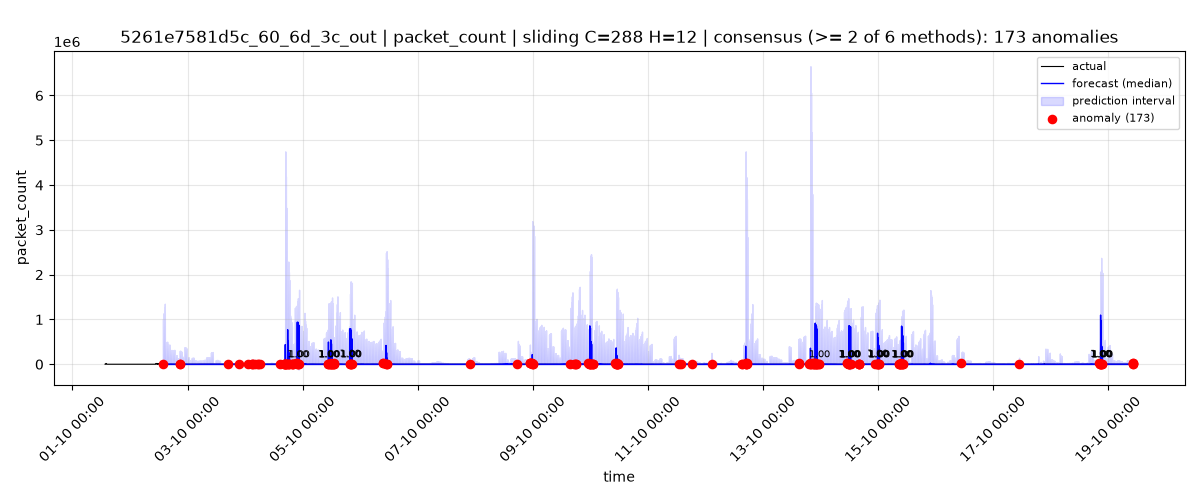 5261e7581d5c_60_6d_3c_out | packet_count | sliding C=288 H=12 | consensus (>= 2 of 6 methods): 173 anomalies
1e6
actual
forecast (median)
prediction interval
anomaly (173)
6
5
4
3
2
1
0
packet_count
1.00 1.00 1.00 1.00 1.00 1.00 1.00 1.00
01-10 00:00
03-10 00:00
05-10 00:00
07-10 00:00
09-10 00:00
11-10 00:00
13-10 00:00
15-10 00:00
17-10 00:00
19-10 00:00
time